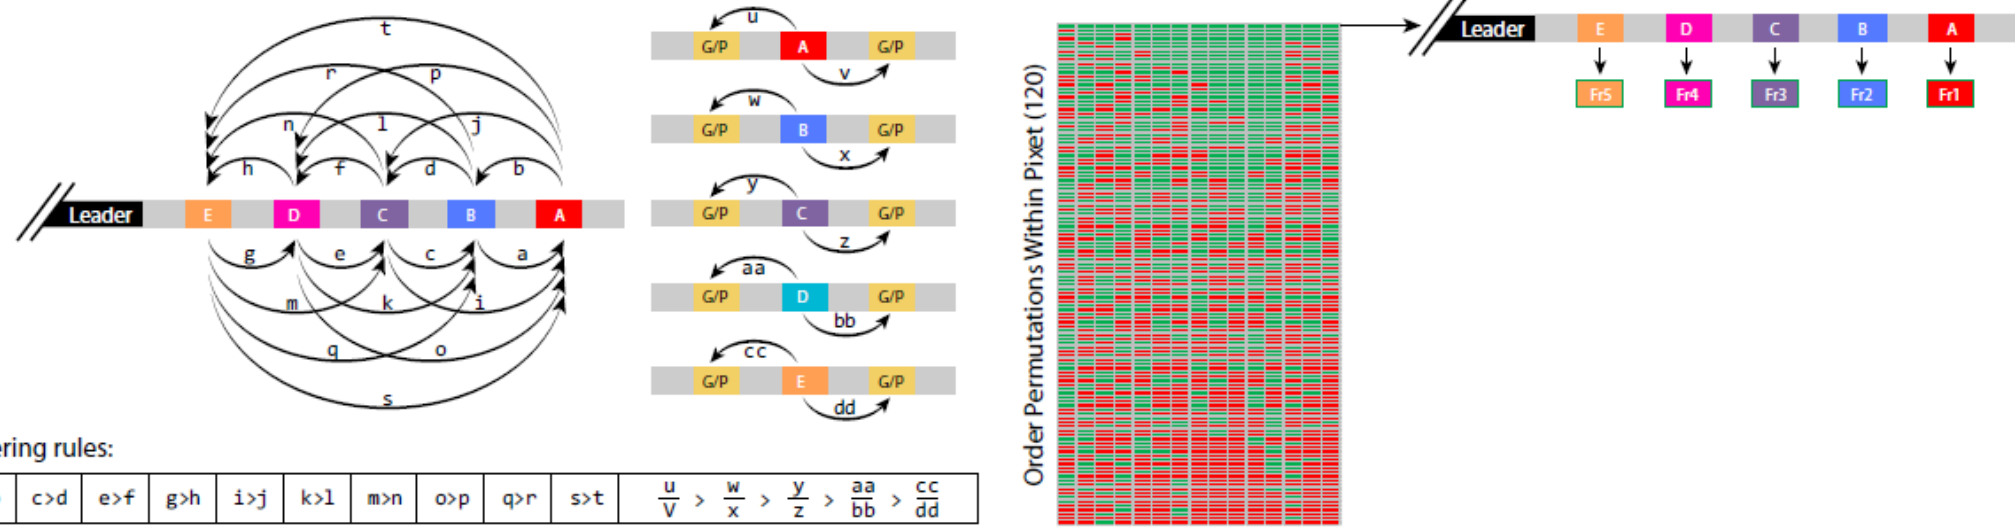 t
r p
n l j
h f d b
Leader E D C B A
g e c a
m k i
q o
s
u
G/P A G/P
v
w
G/P B G/P
x
y
G/P C G/P
z
aa
G/P D G/P
bb
cc
G/P E G/P
dd
ering rules:
c>d e>f g>h i>j k>l m>n o>p q>r s>t u/V > w/x > y/z > aa/bb > cc/dd
Order Permutations Within Pixet (120)
Leader E D C B A
Fr5 Fr4 Fr3 Fr2 Fr1